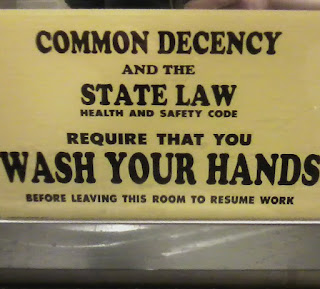 COMMON DECENCY
AND THE
STATE LAW
HEALTH AND SAFETY CODE
REQUIRE THAT YOU
WASH YOUR HANDS
BEFORE LEAVING THIS ROOM TO RESUME WORK